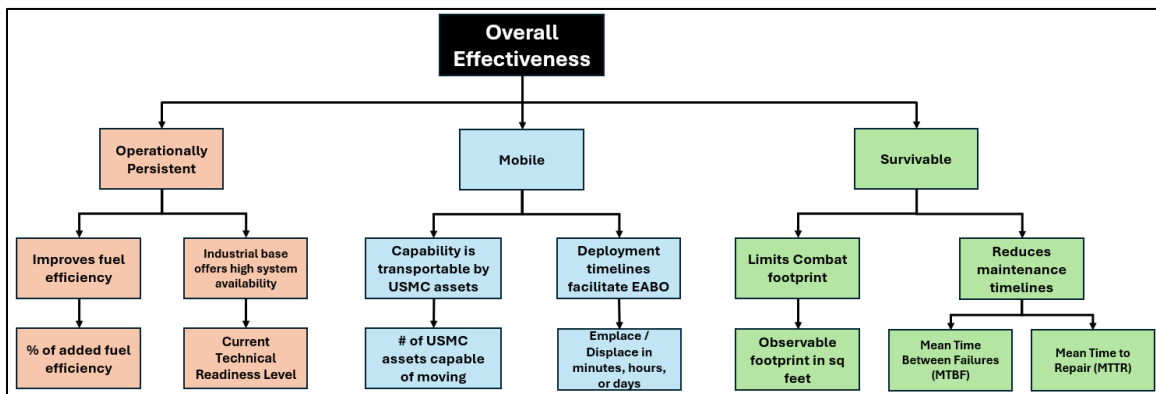 Overall
Effectiveness
Operationally
Persistent
Mobile
Survivable
Improves fuel
efficiency
Industrial base
offers high system
availability
Capability is
transportable by
USMC assets
Deployment
timelines
facilitate EABO
Limits Combat
footprint
Reduces
maintenance
timelines
% of added fuel
efficiency
Current
Technical
Readiness Level
# of USMC
assets capable
of moving
Emplace /
Displace in
minutes, hours,
or days
Observable
footprint in sq
feet
Mean Time
Between Failures
(MTBF)
Mean Time to
Repair (MTTR)